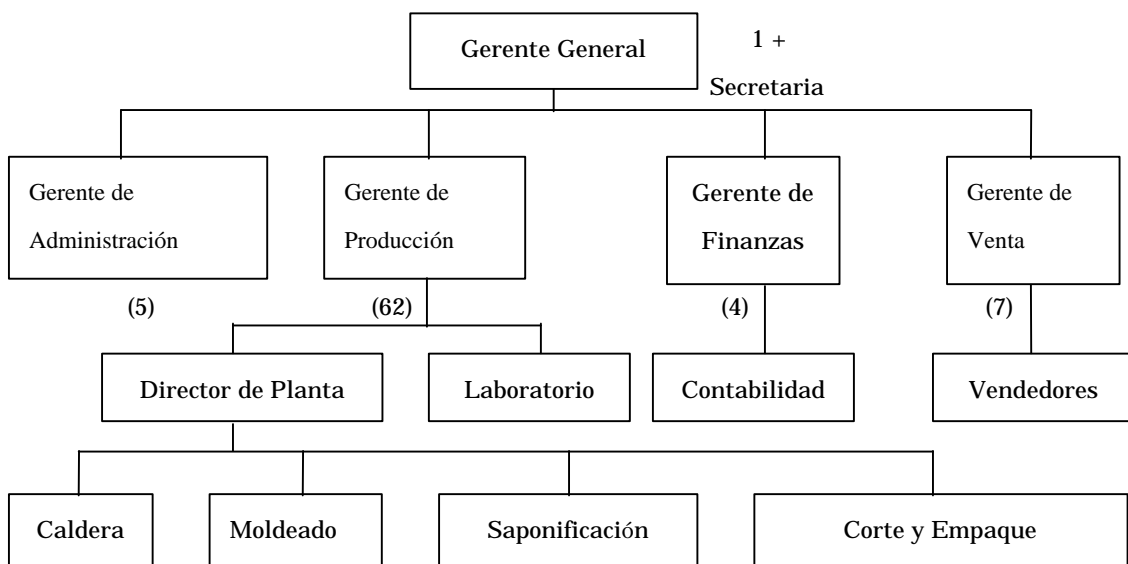 Gerente General
1 +
Secretaria
Gerente de
Administración
Gerente de
Producción
Gerente de
Finanzas
Gerente de
Venta
(5)
(62)
(4)
(7)
Director de Planta
Laboratorio
Contabilidad
Vendedores
Caldera
Moldeado
Saponificación
Corte y Empaque